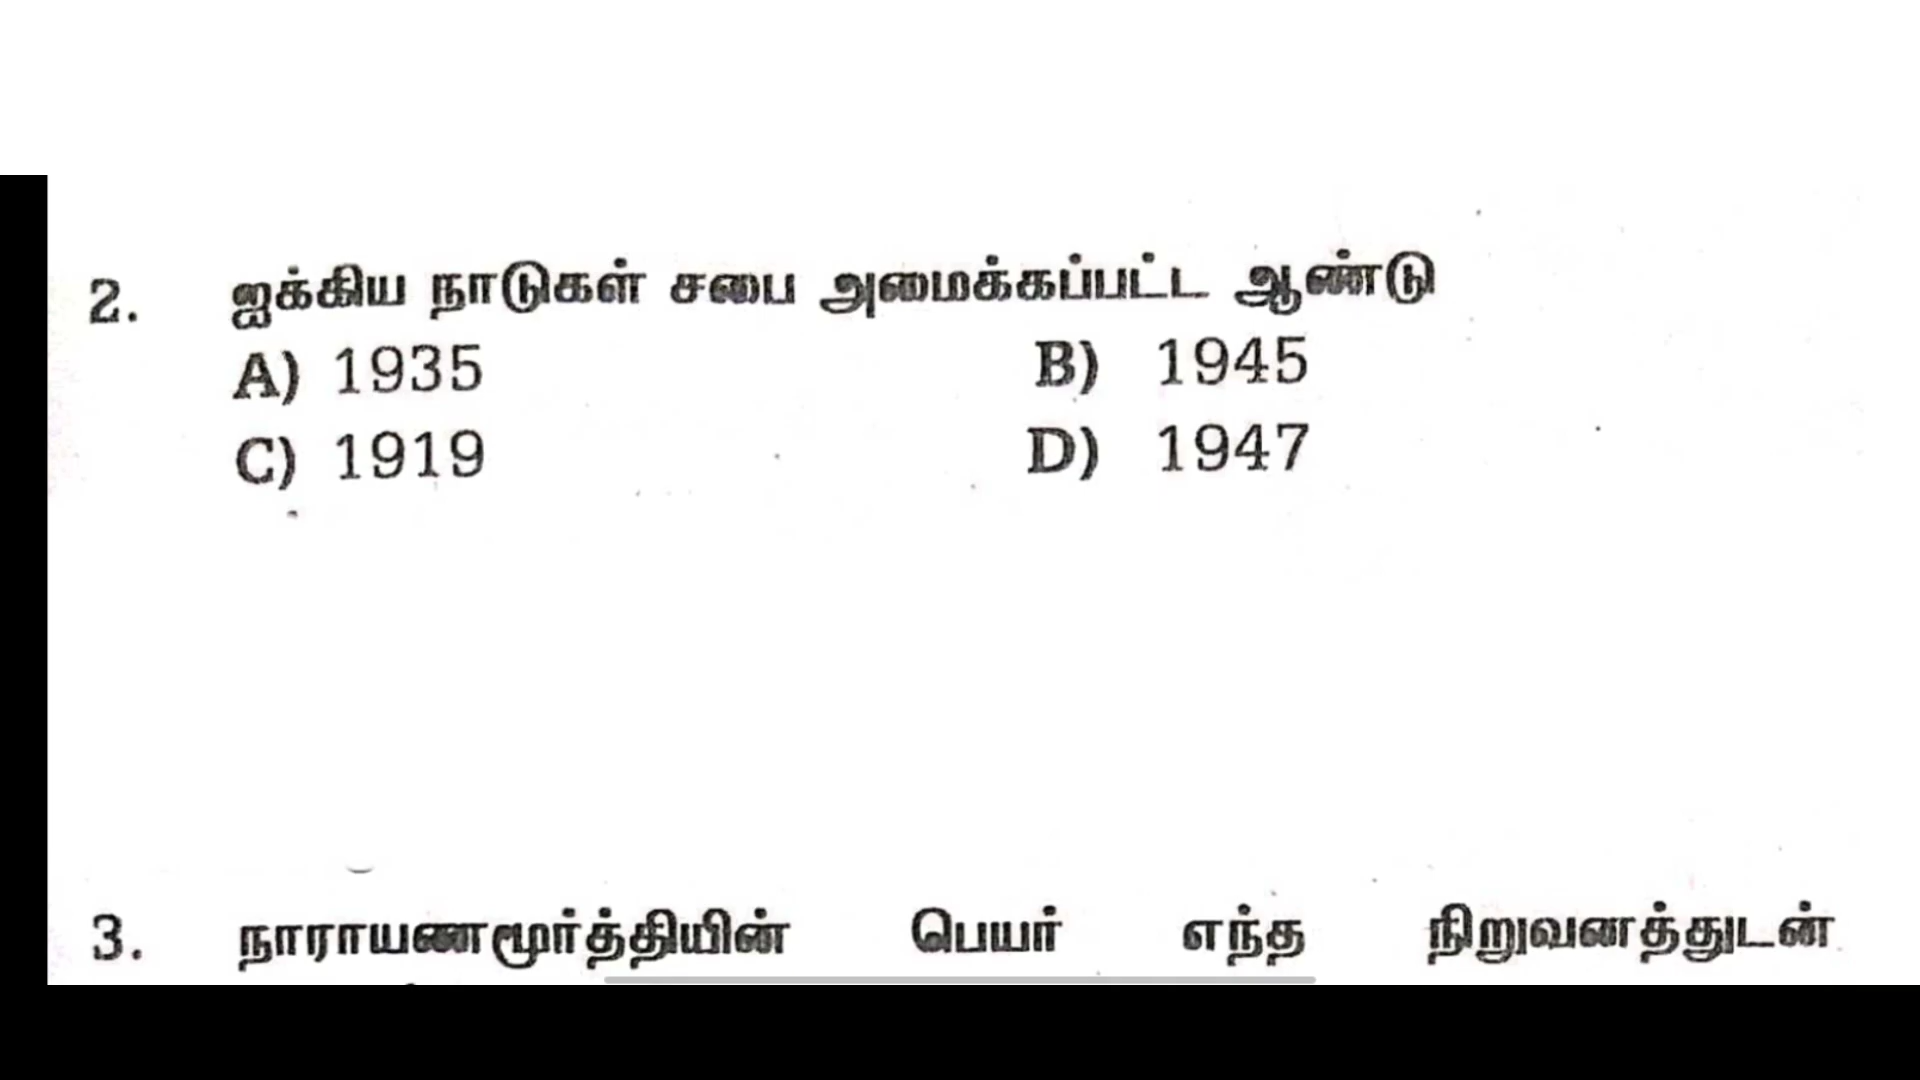 2. ஐக்கிய நாடுகள் சபை அமைக்கப்பட்ட ஆண்டு
A) 1935 B) 1945
C) 1919 D) 1947
3. நாராயணமூர்த்தியின் பெயர் எந்த நிறுவனத்துடன்